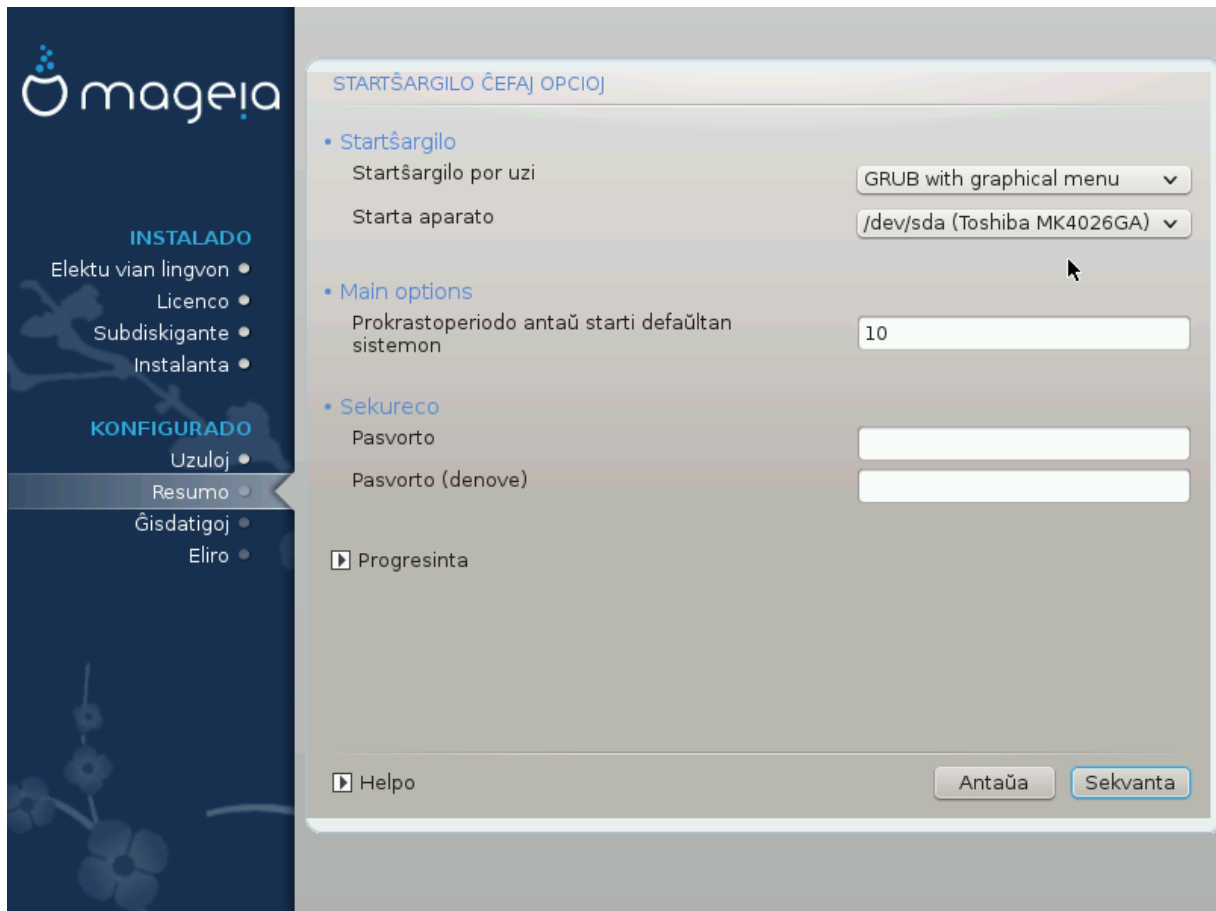 mageia
INSTALADO
Elektu vian lingvon
Licenco
Subdiskigante
Instalanta
KONFIGURADO
Uzuloj
Resumo
Ĝisdatigoj
Eliro
STARTŜARGILO ĈEFAJ OPCIOJ
• Startŝargilo
Startŝargilo por uzi
GRUB with graphical menu
Starta aparato
/dev/sda (Toshiba MK4026GA)
• Main options
Prokrastoperiodo antaŭ starti defaŭltan
sistemon
10
• Sekureco
Pasvorto
Pasvorto (denove)
Progresinta
Helpo
Antaŭa
Sekvanta